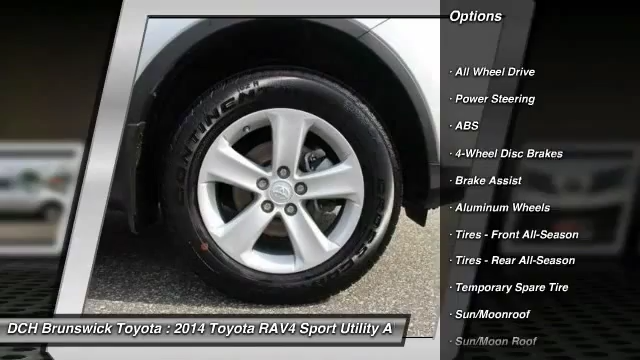 Options
· All Wheel Drive
· Power Steering
· ABS
· 4-Wheel Disc Brakes
· Brake Assist
· Aluminum Wheels
· Tires - Front All-Season
· Tires - Rear All-Season
· Temporary Spare Tire
· Sun/Moonroof
· Sun/Moon Roof
CONTINEN
DCH Brunswick Toyota : 2014 Toyota RAV4 Sport Utility A